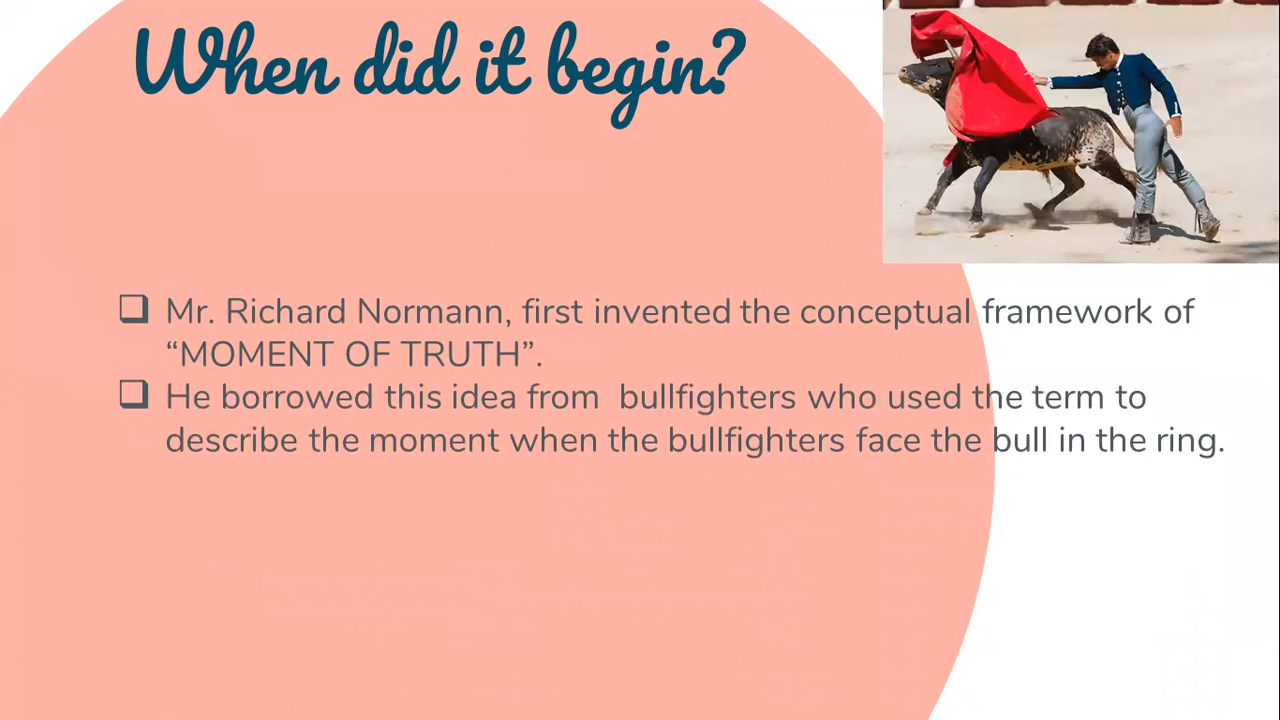 When did it begin?
❑ Mr. Richard Normann, first invented the conceptual framework of
“MOMENT OF TRUTH”.
❑ He borrowed this idea from  bullfighters who used the term to
describe the moment when the bullfighters face the bull in the ring.